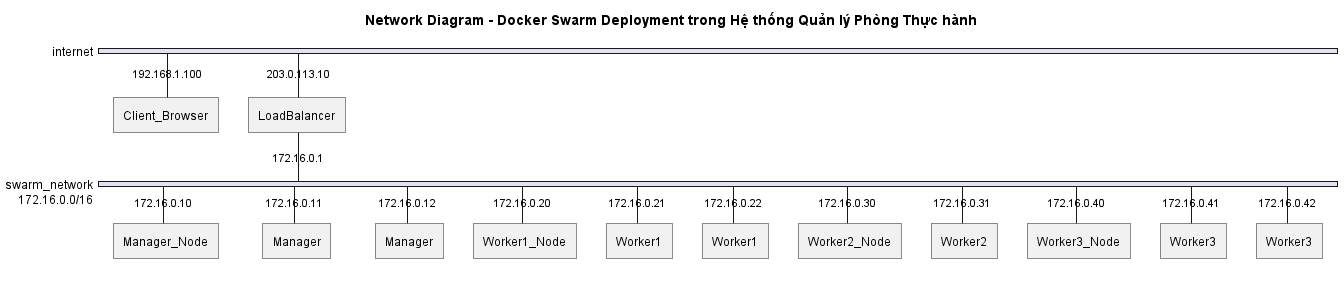 Network Diagram - Docker Swarm Deployment trong Hệ thống Quản lý Phòng Thực hành
internet
192.168.1.100 203.0.113.10
Client_Browser LoadBalancer
172.16.0.1
swarm_network
172.16.0.0/16
172.16.0.10 172.16.0.11 172.16.0.12 172.16.0.20 172.16.0.21 172.16.0.22 172.16.0.30 172.16.0.31 172.16.0.40 172.16.0.41 172.16.0.42
Manager_Node Manager Manager Worker1_Node Worker1 Worker1 Worker2_Node Worker2 Worker3_Node Worker3 Worker3